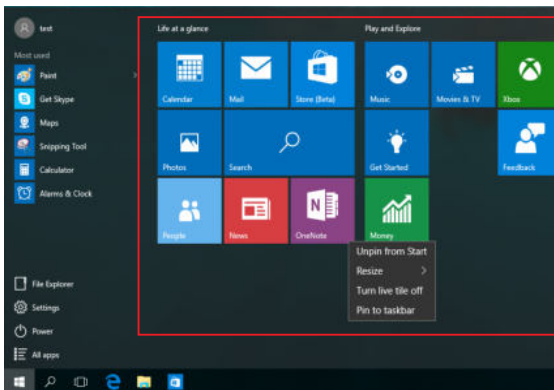 test
Most used
Paint
Get Skype
Maps
Snipping Tool
Calculator
Alarms & Clock
File Explorer
Settings
Power
All apps
Life at a glance
Play and Explore
Calendar
Mail
Store (Beta)
Music
Movies & TV
Xbox
Photos
Search
Get Started
Feedback
People
News
OneNote
Money
Unpin from Start
Resize
Turn live tile off
Pin to taskbar